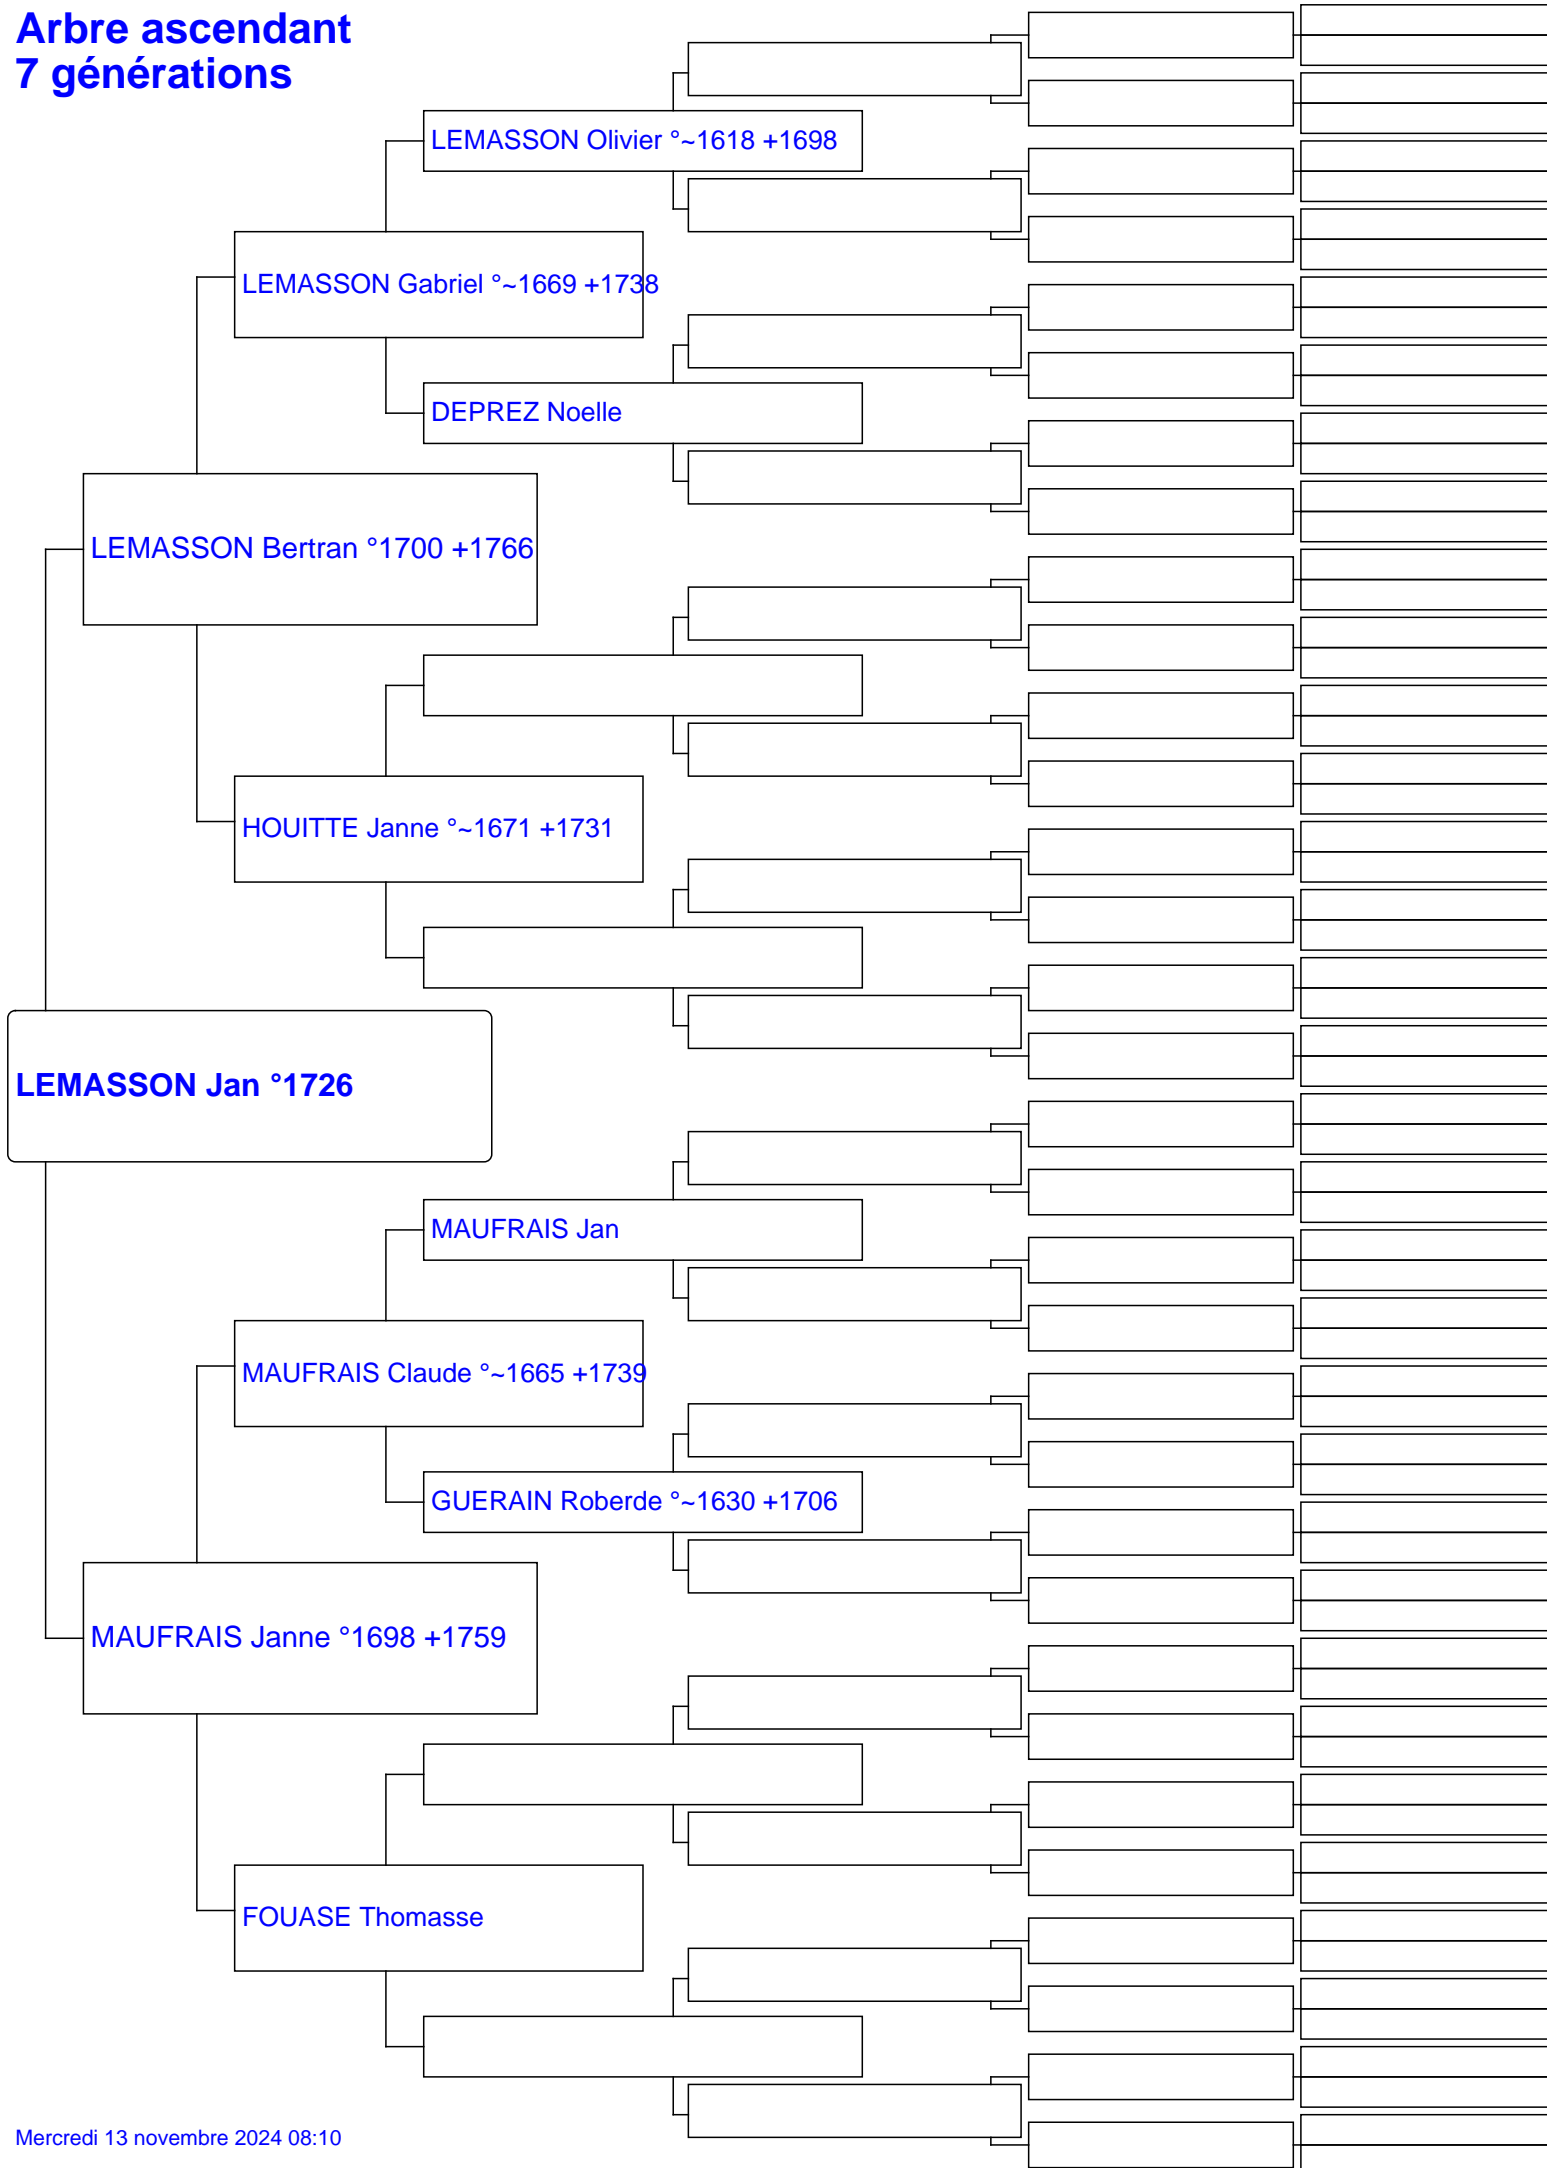 Arbre ascendant
7 générations
LEMASSON Olivier °~1618 +1698
LEMASSON Gabriel °~1669 +1738
DEPREZ Noelle
LEMASSON Bertran °1700 +1766
HOUITTE Janne °~1671 +1731
LEMASSON Jan °1726
MAUFRAIS Jan
MAUFRAIS Claude °~1665 +1739
GUERAIN Roberde °~1630 +1706
MAUFRAIS Janne °1698 +1759
FOUASE Thomasse
Mercredi 13 novembre 2024 08:10